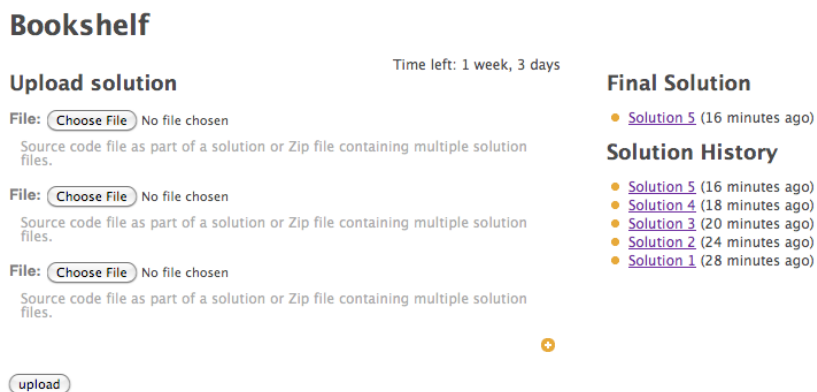 Bookshelf
Time left: 1 week, 3 days
Upload solution
File: Choose File No file chosen
Source code file as part of a solution or Zip file containing multiple solution
files.
File: Choose File No file chosen
Source code file as part of a solution or Zip file containing multiple solution
files.
File: Choose File No file chosen
Source code file as part of a solution or Zip file containing multiple solution
files.
upload
Final Solution
Solution 5 (16 minutes ago)
Solution History
Solution 5 (16 minutes ago)
Solution 4 (18 minutes ago)
Solution 3 (20 minutes ago)
Solution 2 (24 minutes ago)
Solution 1 (28 minutes ago)